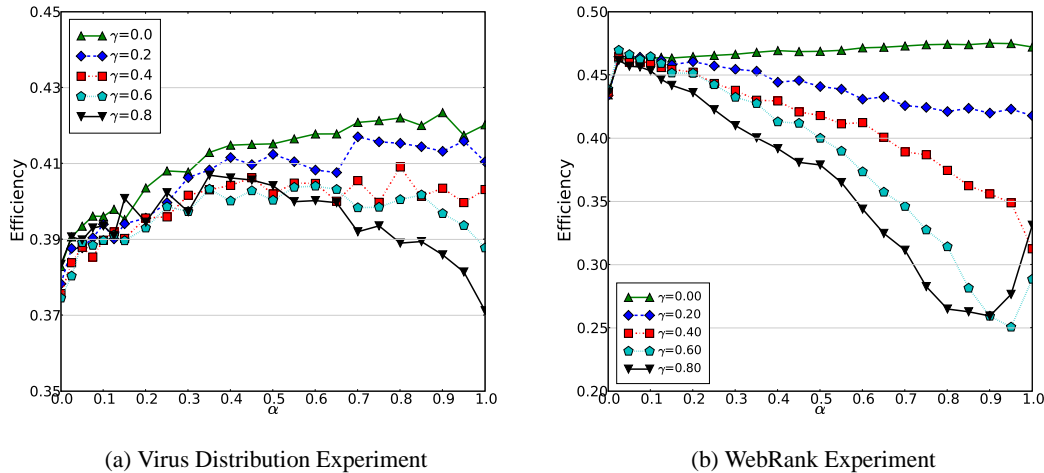 0.45
0.43
0.41
0.39
0.37
0.35
Efficiency
γ=0.0
γ=0.2
γ=0.4
γ=0.6
γ=0.8
0.0 0.1 0.2 0.3 0.4 0.5 0.6 0.7 0.8 0.9 1.0
α
(a) Virus Distribution Experiment
0.50
0.45
0.40
0.35
0.30
0.25
0.20
Efficiency
γ=0.00
γ=0.20
γ=0.40
γ=0.60
γ=0.80
0.0 0.1 0.2 0.3 0.4 0.5 0.6 0.7 0.8 0.9 1.0
α
(b) WebRank Experiment